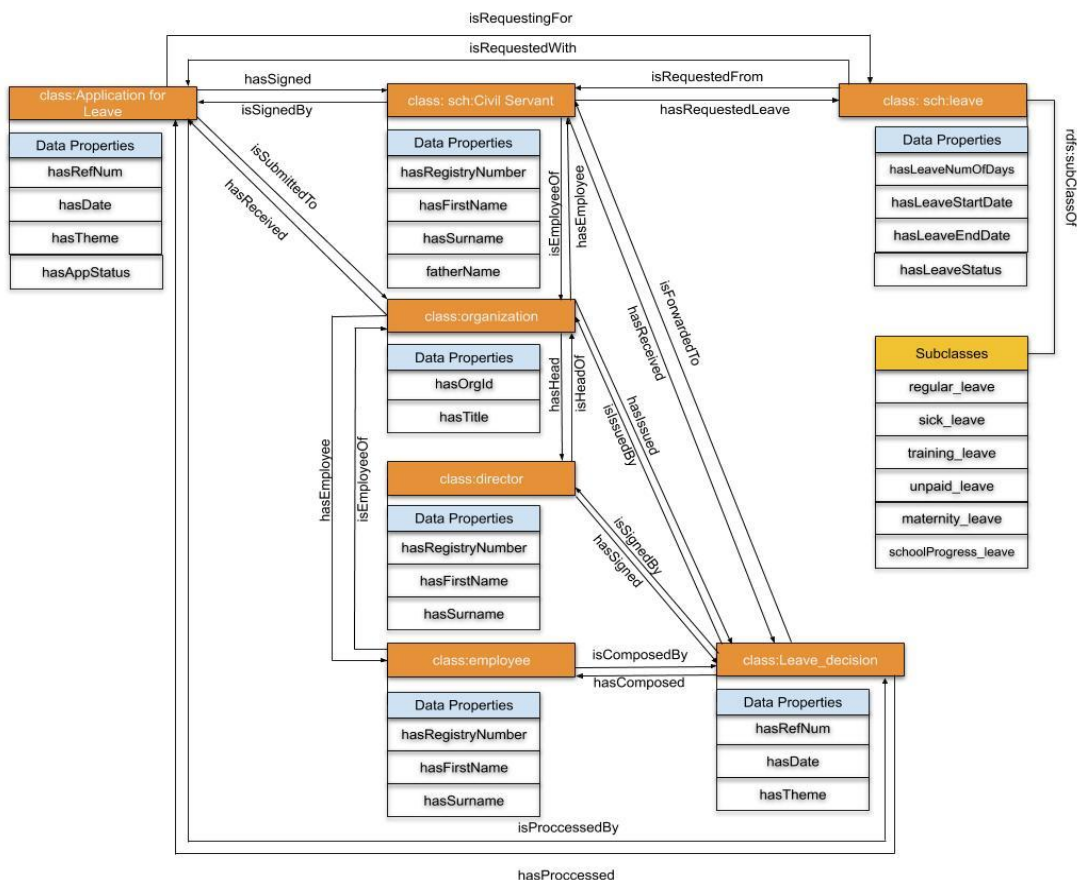 isRequestingFor
isRequestedWith
hasSigned
isSignedBy
isRequestedFrom
hasRequestedLeave
class:Application for
Leave
Data Properties
hasRefNum
hasDate
hasTheme
hasAppStatus
class: sch:Civil Servant
Data Properties
hasRegistryNumber
hasFirstName
hasSurname
fatherName
class: sch:leave
Data Properties
hasLeaveNumOfDays
hasLeaveStartDate
hasLeaveEndDate
hasLeaveStatus
rdfs:subClassOf
isSubmittedTo
hasReceived
isEmployeeOf
hasEmployee
isForwardedTo
hasReceived
class:organization
Data Properties
hasOrgId
hasTitle
hasHead
isHeadOf
hasIssued
isIssuedBy
Subclasses
regular_leave
sick_leave
training_leave
unpaid_leave
maternity_leave
schoolProgress_leave
hasEmployee
isEmployeeOf
class:director
Data Properties
hasRegistryNumber
hasFirstName
hasSurname
isSignedBy
hasSigned
class:employee
Data Properties
hasRegistryNumber
hasFirstName
hasSurname
isComposedBy
hasComposed
class:Leave_decision
Data Properties
hasRefNum
hasDate
hasTheme
isProccessedBy
hasProccessed